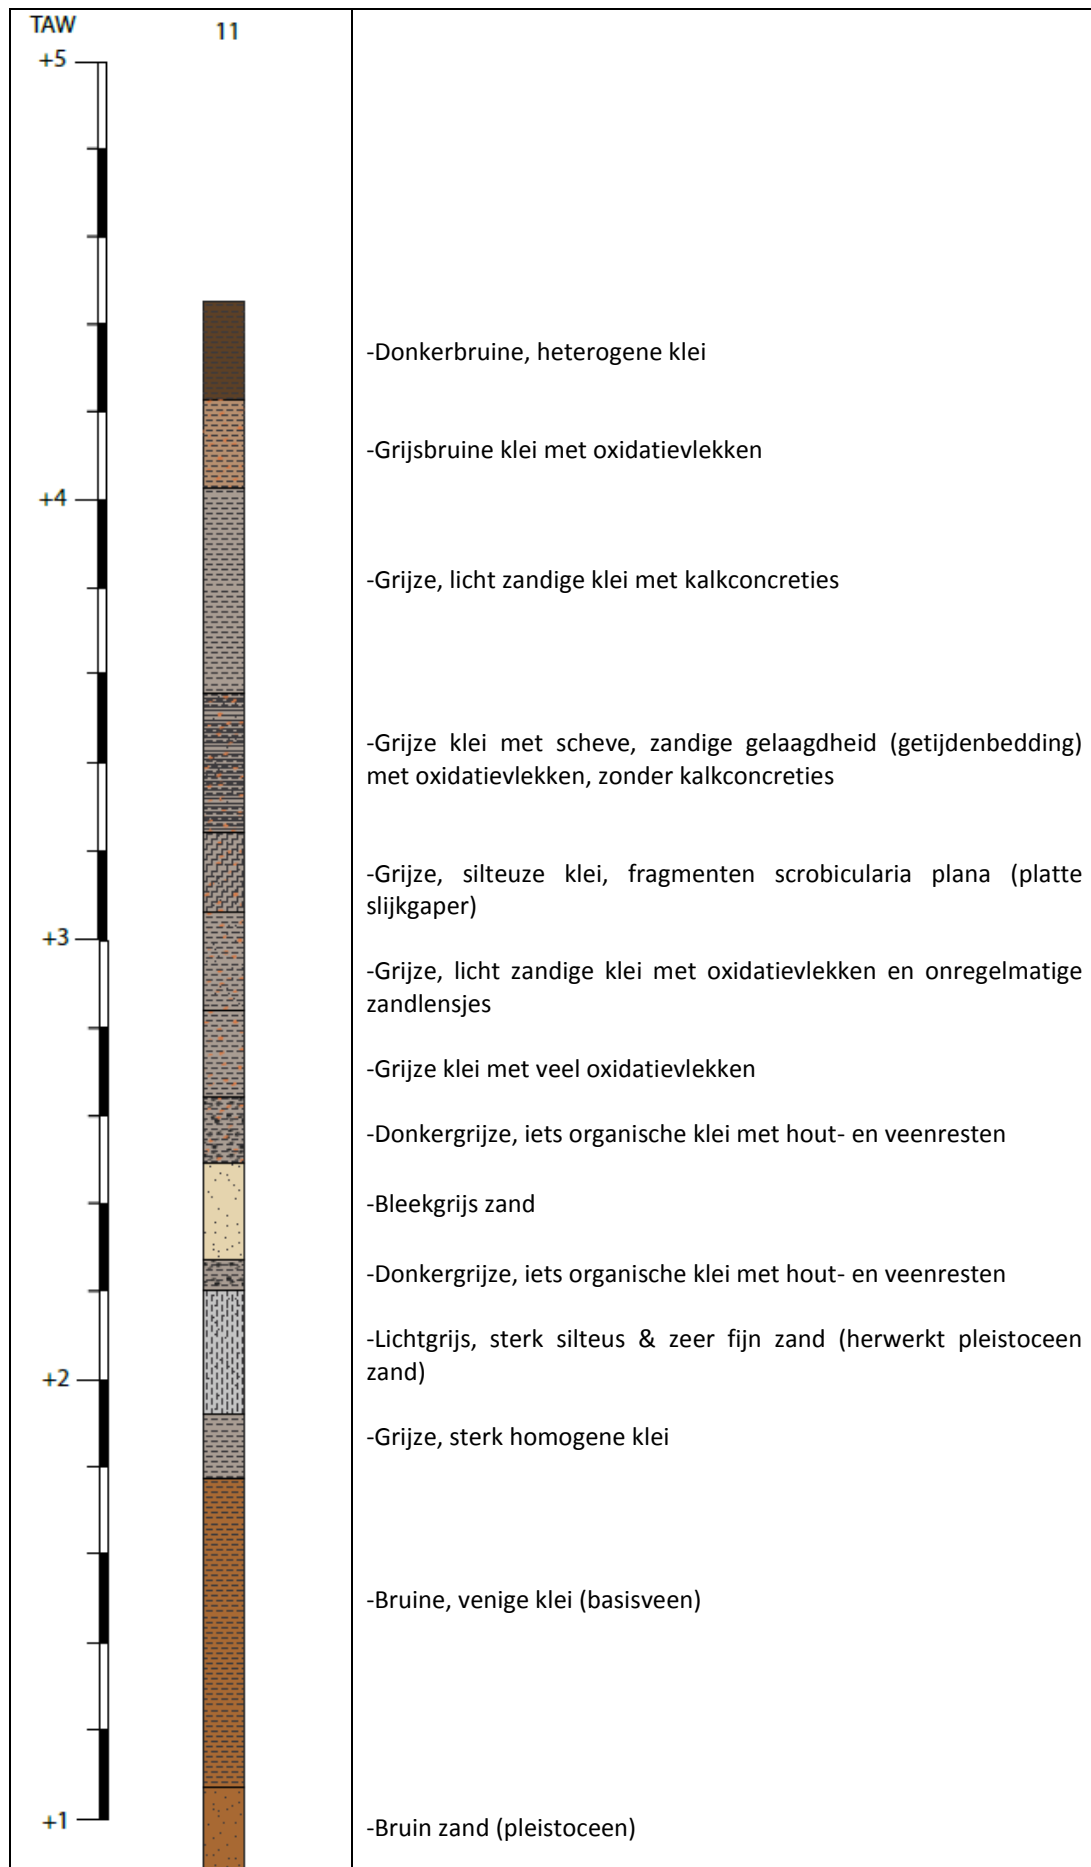 TAW
11
+5
-Donkerbruine, heterogene klei
-Grijsbruine klei met oxidatievlekken
+4
-Grijze, licht zandige klei met kalkconcreties
-Grijze klei met scheve, zandige gelaagdheid (getijdenbedding)
met oxidatievlekken, zonder kalkconcreties
-Grijze, silteuze klei, fragmenten scrobicularia plana (platte
slijkgaper)
+3
-Grijze, licht zandige klei met oxidatievlekken en onregelmatige
zandlensjes
-Grijze klei met veel oxidatievlekken
-Donkergrijze, iets organische klei met hout- en veenresten
-Bleekgrijs zand
-Donkergrijze, iets organische klei met hout- en veenresten
-Lichtgrijs, sterk silteus & zeer fijn zand (herwerkt pleistoceen
zand)
+2
-Grijze, sterk homogene klei
-Bruine, venige klei (basisveen)
+1
-Bruin zand (pleistoceen)